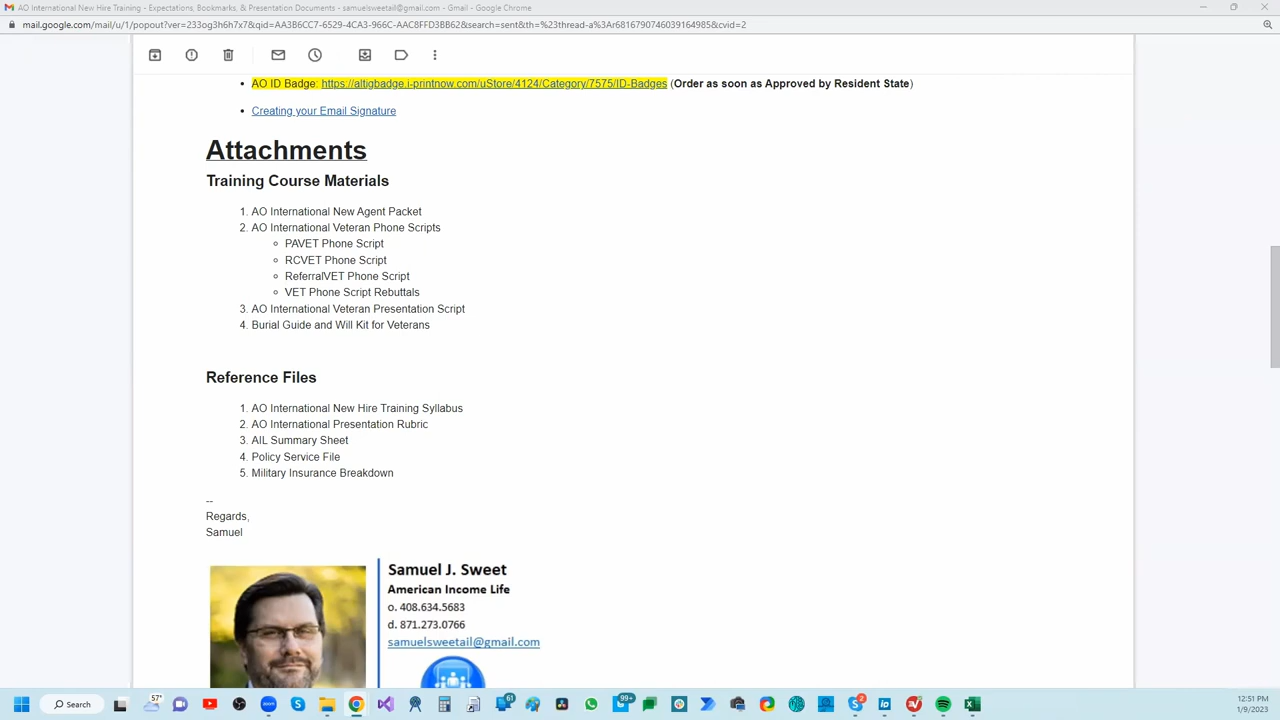 AO International New Hire Training - Expectations, Bookmarks, & Presentation Documents - samuelsweetail@gmail.com - Gmail - Google Chrome
mail.google.com/mail/u/1/popout?ver=233og3h6h7x7&qid=AA3B6CC7-6529-4CA3-966C-AAC8FFD3BB62&search=sent&th=%23thread-a%3Ar6816790746039164985&cvid=2
• AO ID Badge: https://altigbadge.i-printnow.com/uStore/4124/Category/7575/ID-Badges (Order as soon as Approved by Resident State)
• Creating your Email Signature
Attachments
Training Course Materials
1. AO International New Agent Packet
2. AO International Veteran Phone Scripts
◦ PAVET Phone Script
◦ RCVET Phone Script
◦ ReferralVET Phone Script
◦ VET Phone Script Rebuttals
3. AO International Veteran Presentation Script
4. Burial Guide and Will Kit for Veterans
Reference Files
1. AO International New Hire Training Syllabus
2. AO International Presentation Rubric
3. AIL Summary Sheet
4. Policy Service File
5. Military Insurance Breakdown
--
Regards,
Samuel
Samuel J. Sweet
American Income Life
o. 408.634.5683
d. 871.273.0766
samuelsweetail@gmail.com
Search
57°
61
99+
2
12:51 PM
1/9/2023